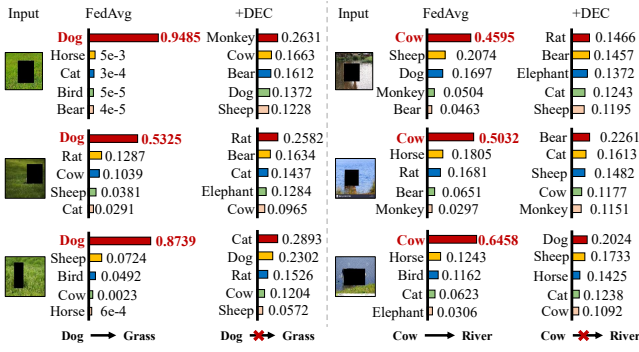 Input FedAvg +DEC Input FedAvg +DEC
Dog 0.9485 Monkey 0.2631 Cow 0.4595 Rat 0.1466
Horse 5e-3 Cow 0.1663 Sheep 0.2074 Bear 0.1457
Cat 3e-4 Bear 0.1612 Dog 0.1697 Elephant 0.1372
Bird 5e-5 Dog 0.1372 Monkey 0.0504 Cat 0.1243
Bear 4e-5 Sheep 0.1228 Bear 0.0463 Sheep 0.1195
Dog 0.5325 Rat 0.2582 Cow 0.5032 Bear 0.2261
Rat 0.1287 Bear 0.1634 Horse 0.1805 Cat 0.1613
Cow 0.1039 Cat 0.1437 Rat 0.1681 Sheep 0.1482
Sheep 0.0381 Elephant 0.1284 Bear 0.0651 Cow 0.1177
Cat 0.0291 Cow 0.0965 Monkey 0.0297 Monkey 0.1151
Dog 0.8739 Cat 0.2893 Cow 0.6458 Dog 0.2024
Sheep 0.0724 Dog 0.2302 Horse 0.1243 Sheep 0.1733
Bird 0.0492 Rat 0.1526 Bird 0.1162 Horse 0.1425
Cow 0.0023 Cow 0.1204 Cat 0.0623 Cat 0.1238
Horse 6e-4 Sheep 0.0572 Elephant 0.0306 Cow 0.1092
Dog Grass Dog Grass Cow River Cow River